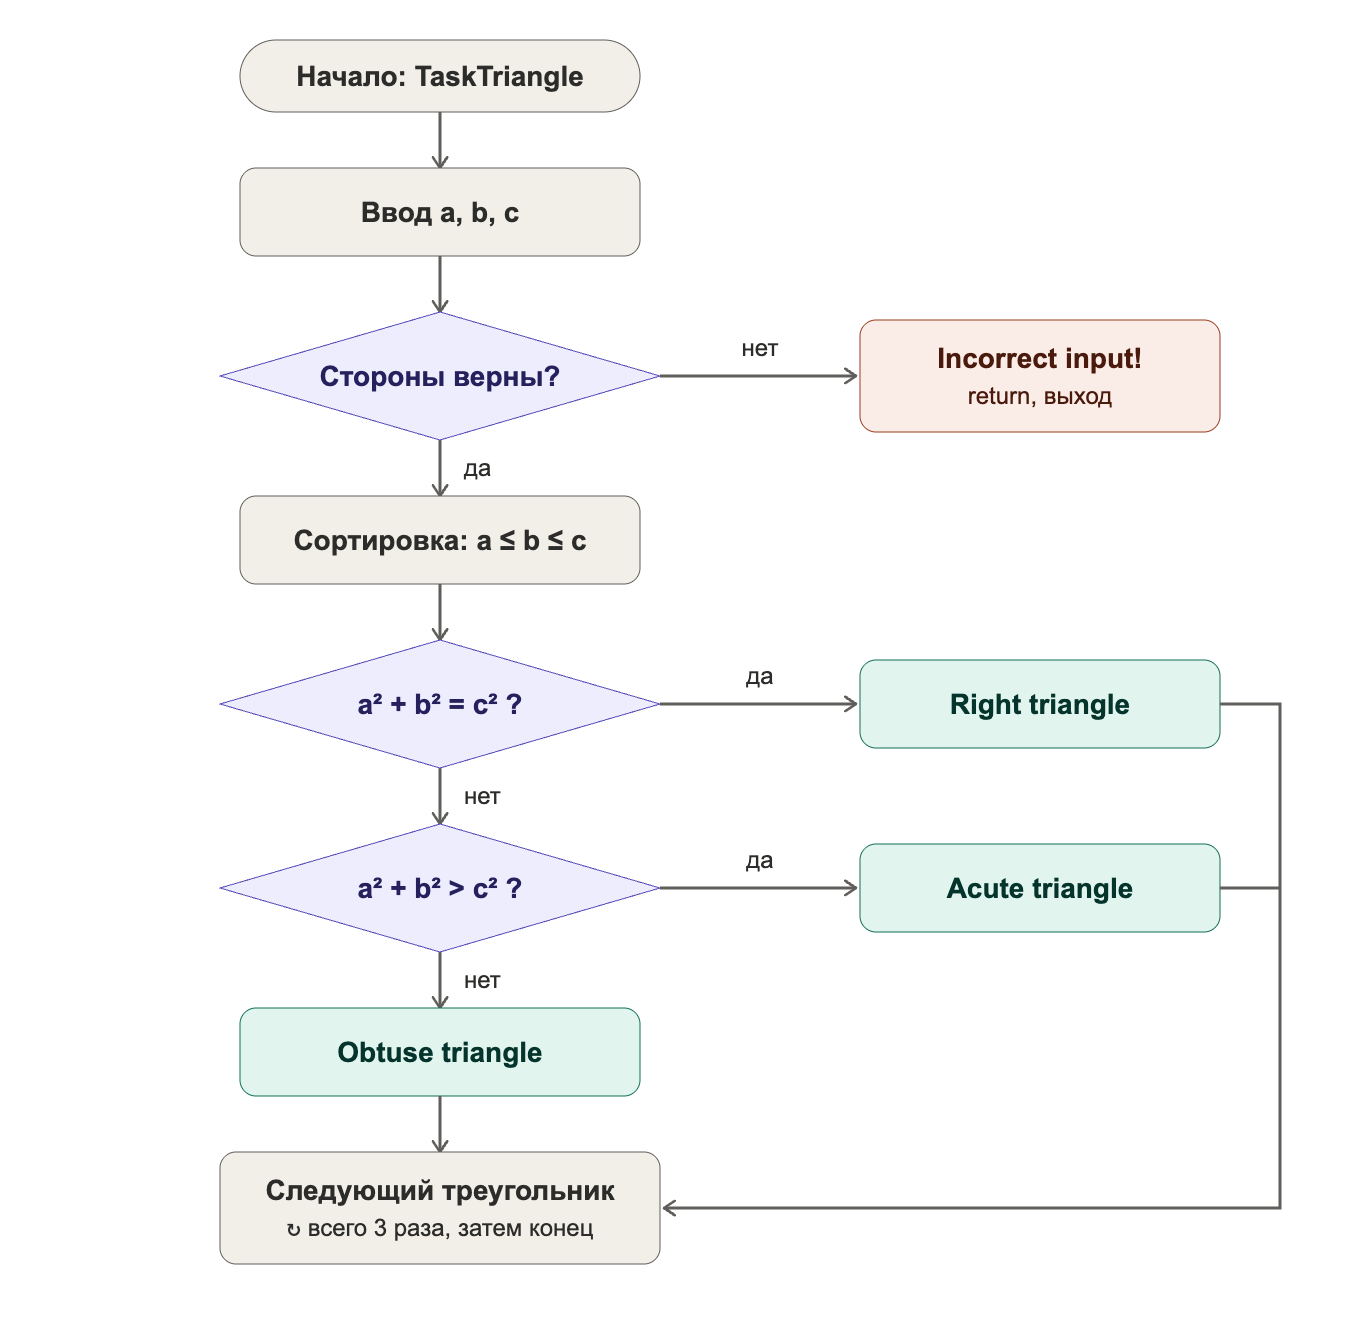 Начало: TaskTriangle
Ввод a, b, c
Стороны верны?
нет
Incorrect input!
return, выход
да
Сортировка: a ≤ b ≤ c
a² + b² = c² ?
да
Right triangle
нет
a² + b² > c² ?
да
Acute triangle
нет
Obtuse triangle
Следующий треугольник
↻ всего 3 раза, затем конец